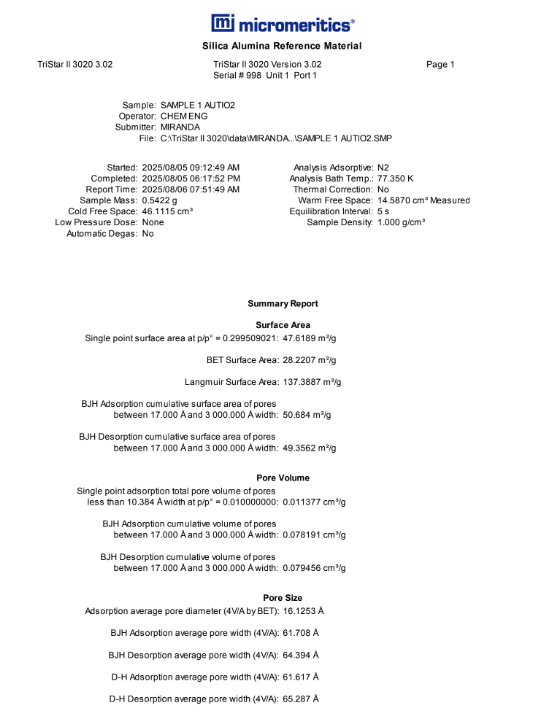 mi micromeritics®
Silica Alumina Reference Material
TriStar II 3020 3.02 TriStar II 3020 Version 3.02 Page 1
Serial # 998 Unit 1 Port 1
Sample: SAMPLE 1 AUTIO2
Operator: CHEM ENG
Submitter: MIRANDA
File: C:\TriStar II 3020\data\MIRANDA...\SAMPLE 1 AUTIO2.SMP
Started: 2025/08/05 09:12:49 AM Analysis Adsorptive: N2
Completed: 2025/08/05 06:17:52 PM Analysis Bath Temp.: 77.350 K
Report Time: 2025/08/06 07:51:49 AM Thermal Correction: No
Sample Mass: 0.5422 g Warm Free Space: 14.5870 cm³ Measured
Cold Free Space: 46.1115 cm³ Equilibration Interval: 5 s
Low Pressure Dose: None Sample Density: 1.000 g/cm³
Automatic Degas: No
Summary Report
Surface Area
Single point surface area at p/p° = 0.299509021: 47.6189 m²/g
BET Surface Area: 28.2207 m²/g
Langmuir Surface Area: 137.3887 m²/g
BJH Adsorption cumulative surface area of pores
between 17.000 Å and 3 000.000 Å width: 50.684 m²/g
BJH Desorption cumulative surface area of pores
between 17.000 Å and 3 000.000 Å width: 49.3562 m²/g
Pore Volume
Single point adsorption total pore volume of pores
less than 10.384 Å width at p/p° = 0.010000000: 0.011377 cm³/g
BJH Adsorption cumulative volume of pores
between 17.000 Å and 3 000.000 Å width: 0.078191 cm³/g
BJH Desorption cumulative volume of pores
between 17.000 Å and 3 000.000 Å width: 0.079456 cm³/g
Pore Size
Adsorption average pore diameter (4V/A by BET): 16.1253 Å
BJH Adsorption average pore width (4V/A): 61.708 Å
BJH Desorption average pore width (4V/A): 64.394 Å
D-H Adsorption average pore width (4V/A): 61.617 Å
D-H Desorption average pore width (4V/A): 65.287 Å